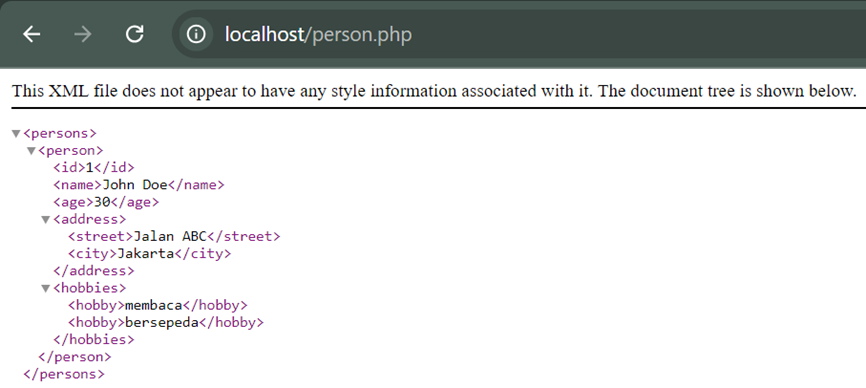 localhost/person.php
This XML file does not appear to have any style information associated with it. The document tree is shown below.
<persons>
<person>
<id>1</id>
<name>John Doe</name>
<age>30</age>
<address>
<street>Jalan ABC</street>
<city>Jakarta</city>
</address>
<hobbies>
<hobby>membaca</hobby>
<hobby>bersepeda</hobby>
</hobbies>
</person>
</persons>